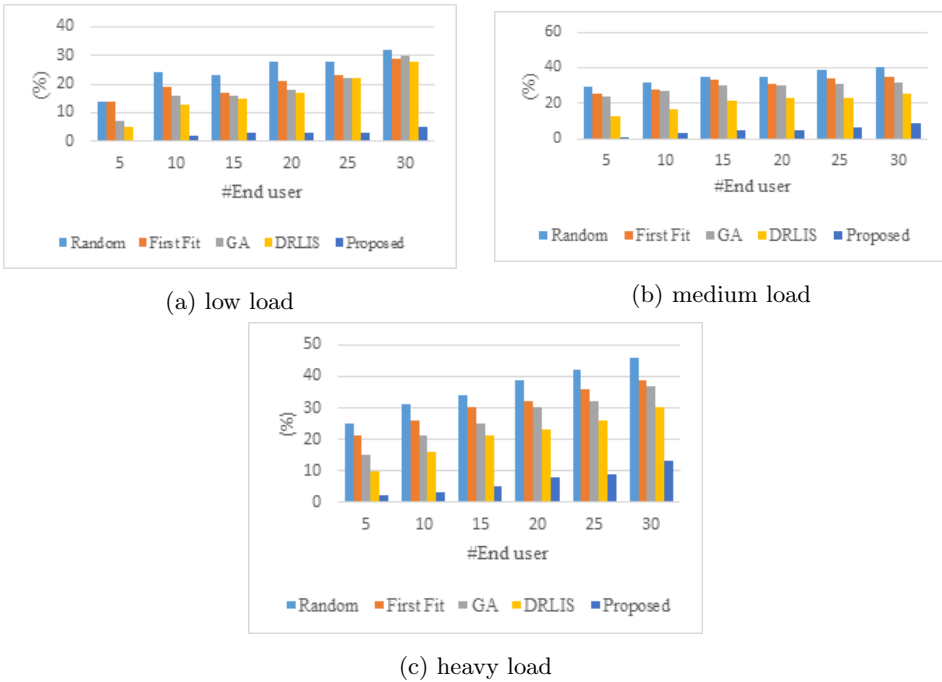 40
30
20
10
0
(%)
5 10 15 20 25 30
#End user
Random First Fit GA DRLIS Proposed
(a) low load
60
40
20
0
(%)
5 10 15 20 25 30
#End user
Random First Fit GA DRLIS Proposed
(b) medium load
50
40
30
20
10
0
(%)
5 10 15 20 25 30
#End user
Random First Fit GA DRLIS Proposed
(c) heavy load